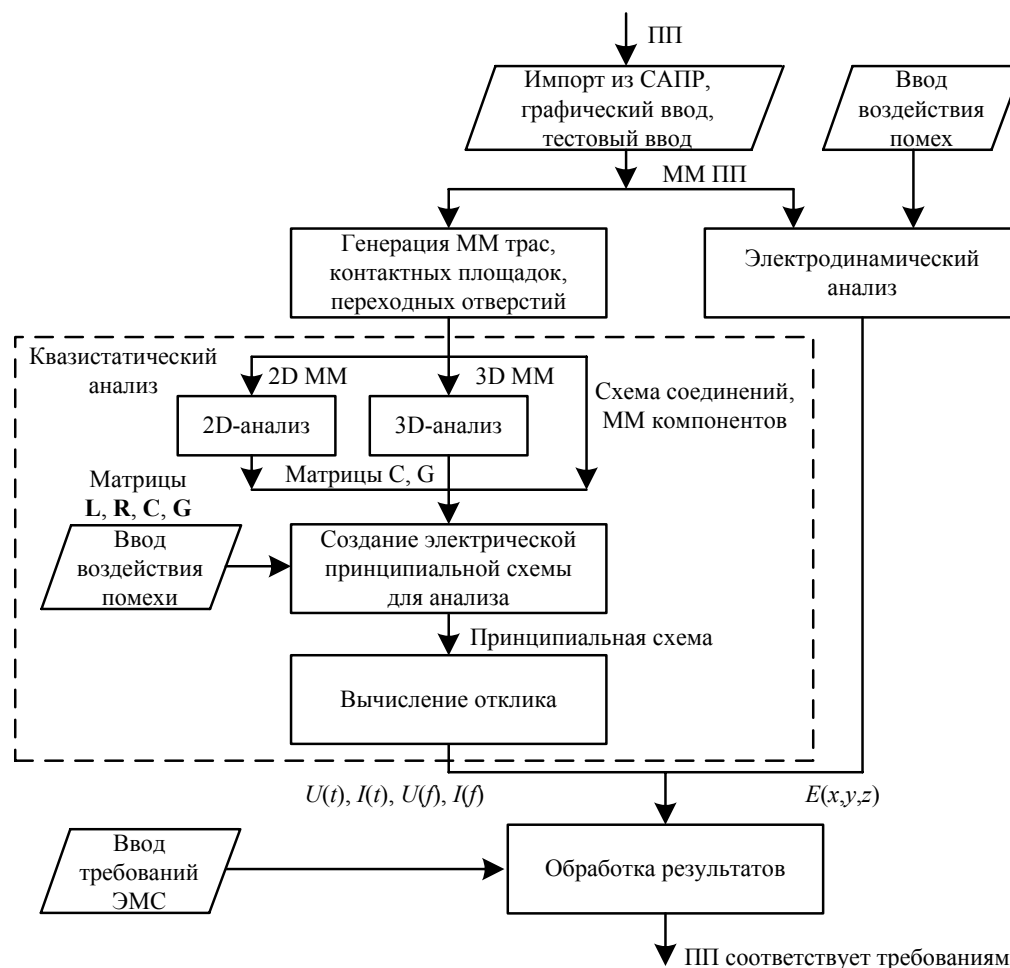 ПП
Импорт из САПР,
графический ввод,
тестовый ввод
Ввод
воздействия
помех
ММ ПП
Генерация ММ трас,
контактных площадок,
переходных отверстий
Электродинамический
анализ
Квазистатический
анализ
2D ММ
3D ММ
Схема соединений,
ММ компонентов
2D-анализ
3D-анализ
Матрицы C, G
Матрицы
L, R, C, G
Ввод
воздействия
помехи
Создание электрической
принципиальной схемы
для анализа
Принципиальная схема
Вычисление отклика
U(t), I(t), U(f), I(f)
E(x,y,z)
Ввод
требований
ЭМС
Обработка результатов
ПП соответствует требованиям